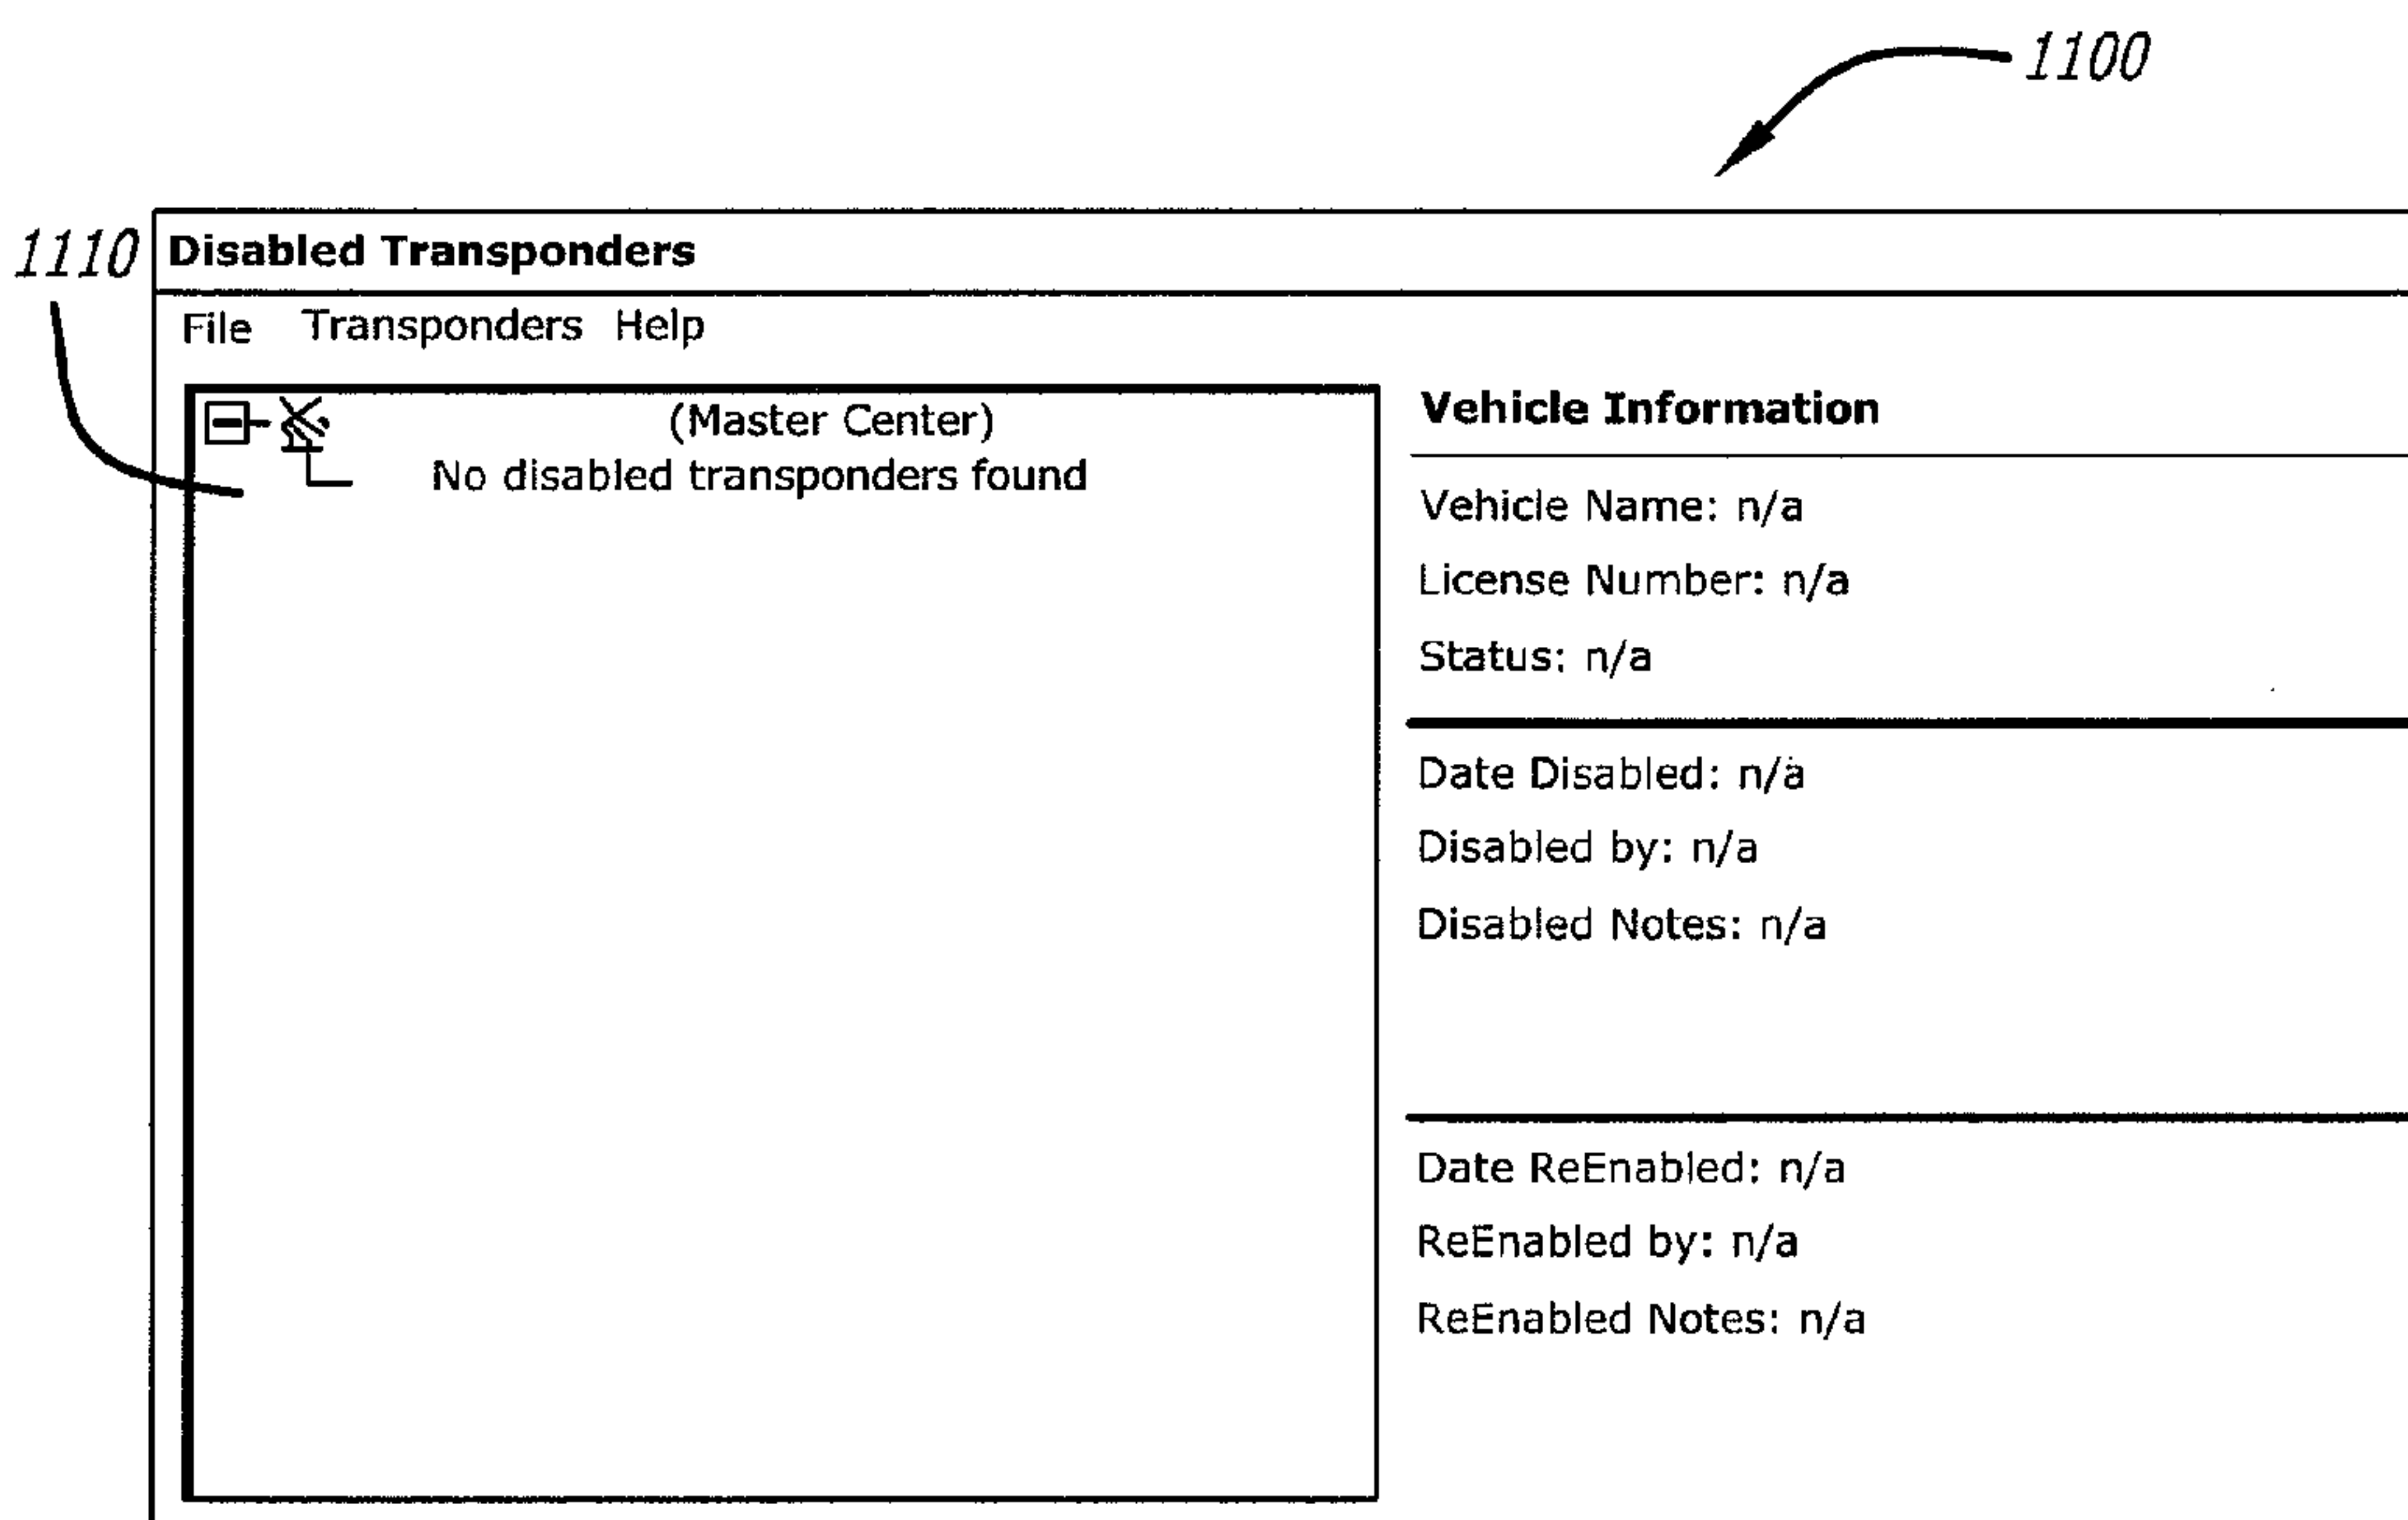 1100
1110
Disabled Transponders
File Transponders Help
(Master Center)
No disabled transponders found
Vehicle Information
Vehicle Name: n/a
License Number: n/a
Status: n/a
Date Disabled: n/a
Disabled by: n/a
Disabled Notes: n/a
Date ReEnabled: n/a
ReEnabled by: n/a
ReEnabled Notes: n/a